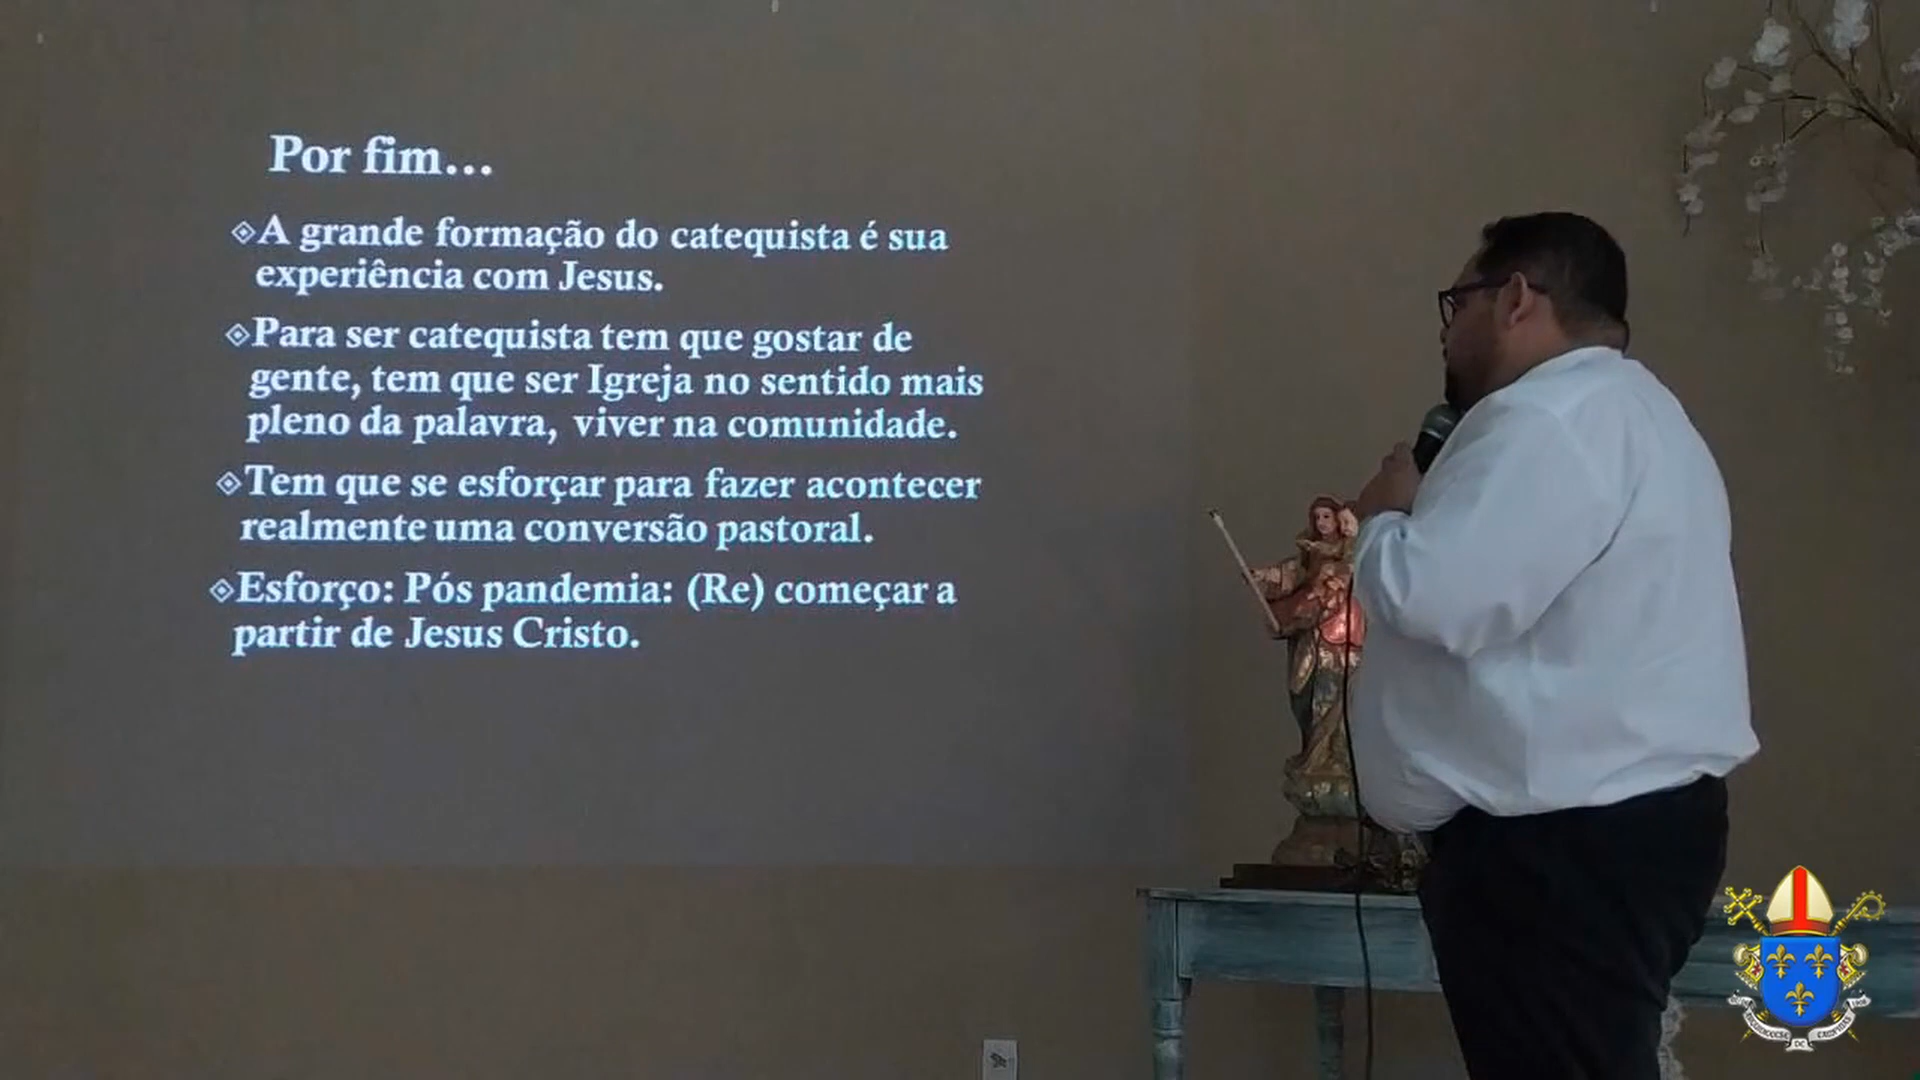 Por fim...
A grande formação do catequista é sua
experiência com Jesus.
Para ser catequista tem que gostar de
gente, tem que ser Igreja no sentido mais
pleno da palavra, viver na comunidade.
Tem que se esforçar para fazer acontecer
realmente uma conversão pastoral.
Esforço: Pós pandemia: (Re) começar a
partir de Jesus Cristo.